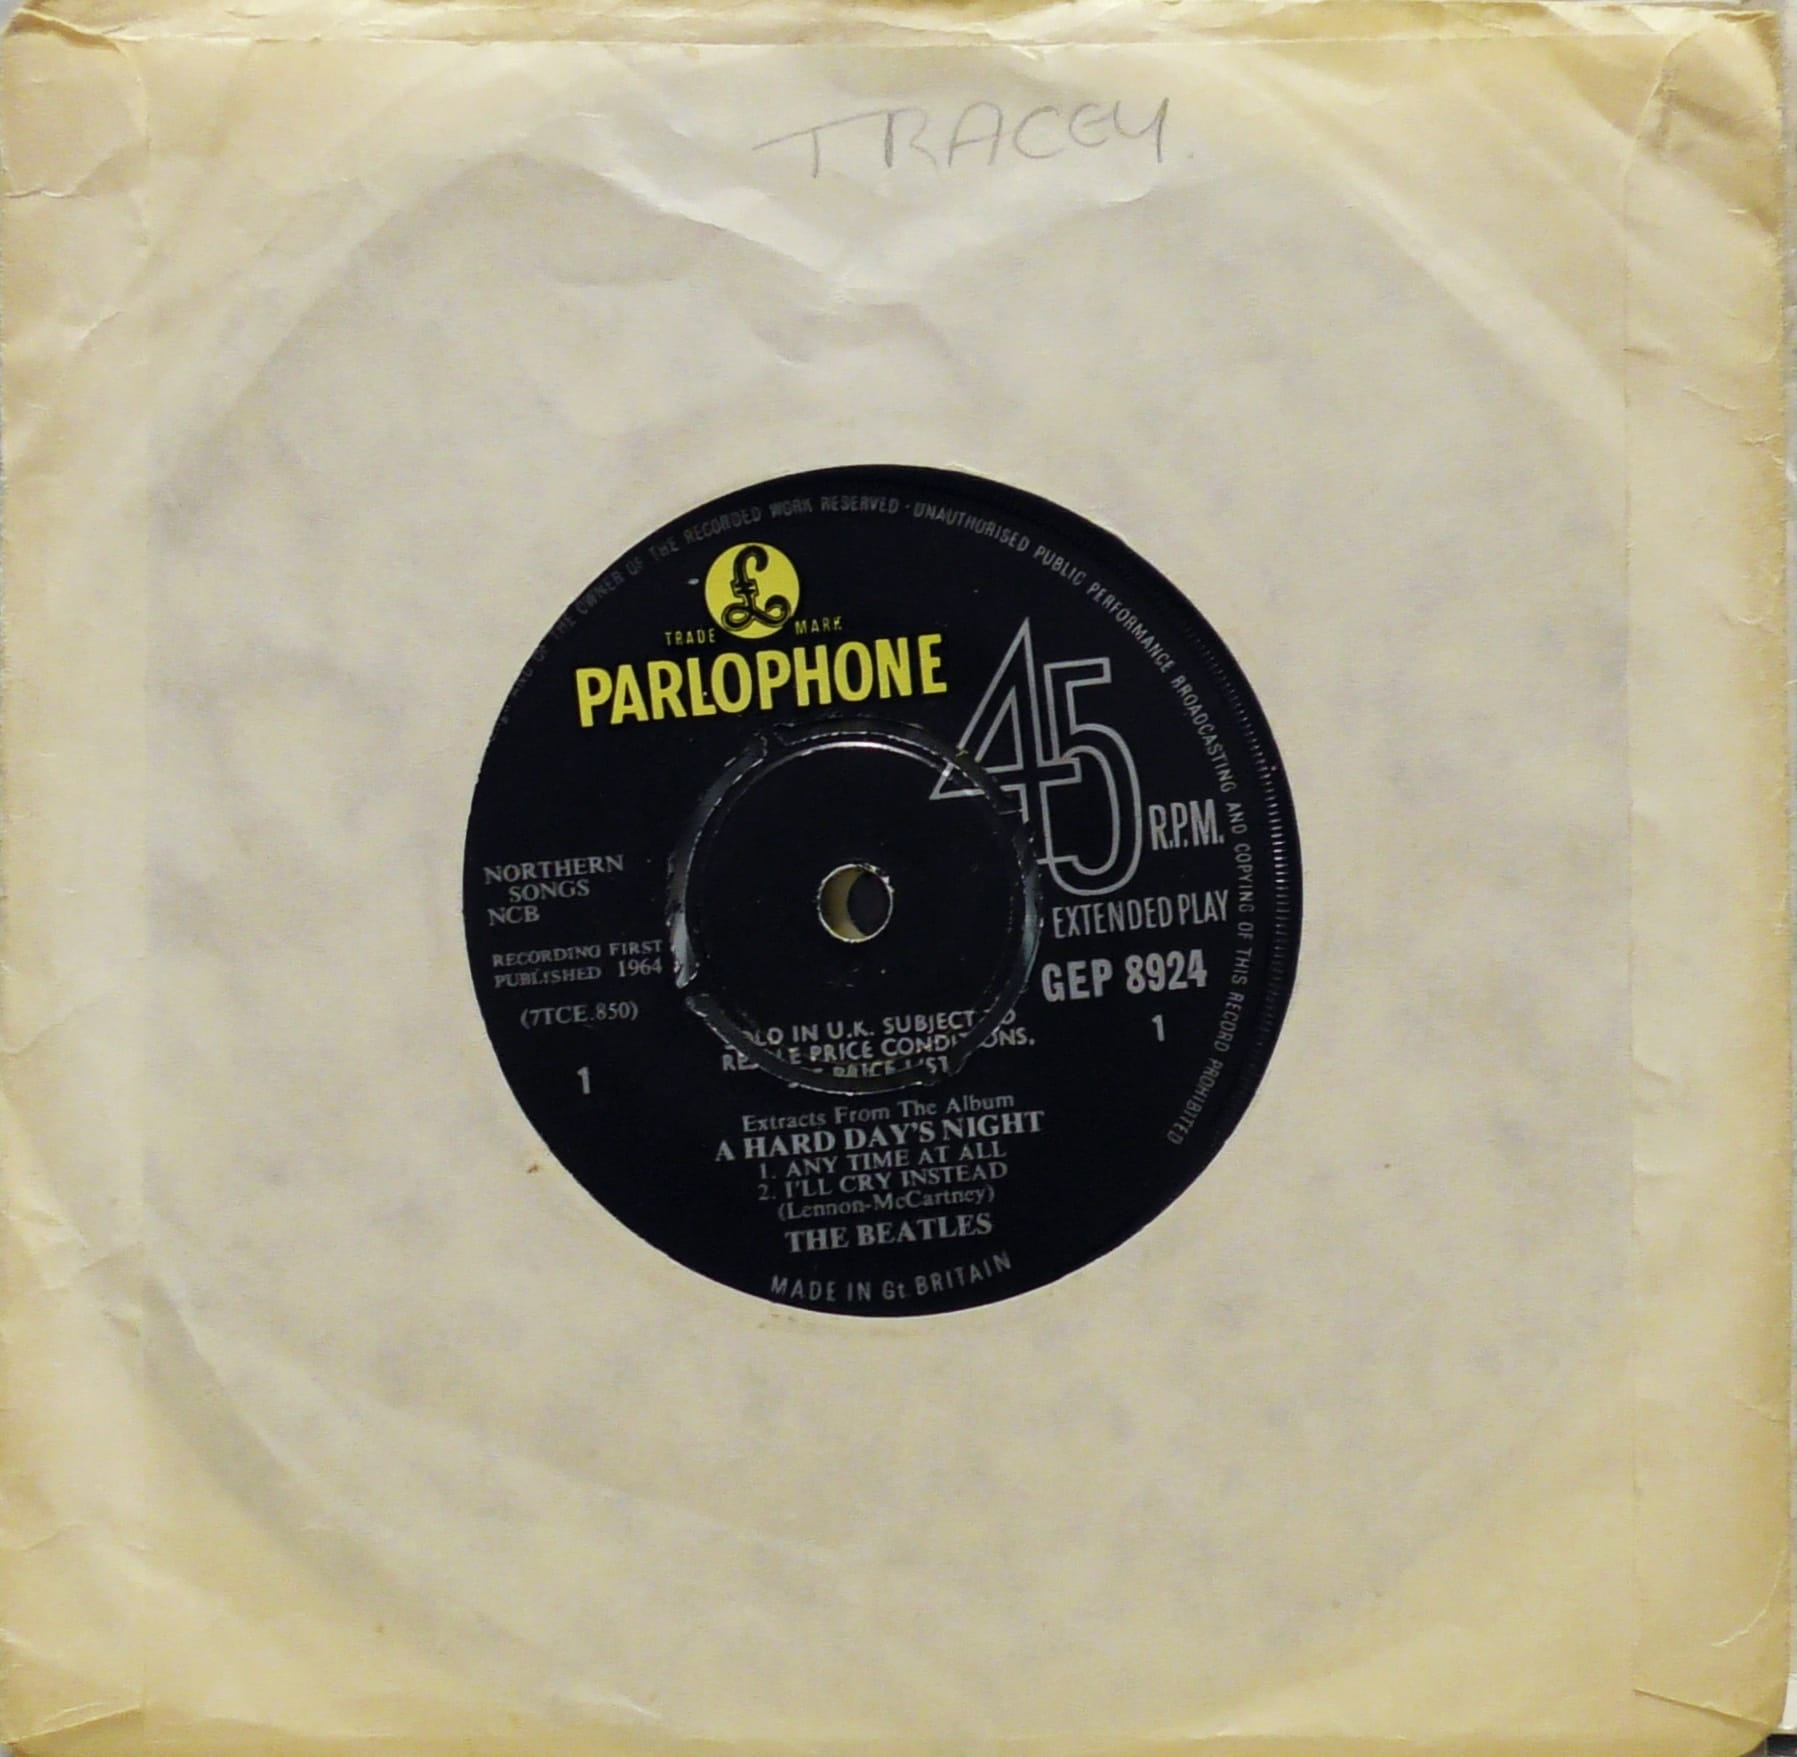 TRACEY
THE OWNER OF THE RECORDED WORK RESERVED · UNAUTHORISED PUBLIC PERFORMANCE BROADCASTING AND COPYING OF THIS RECORD PROHIBITED
£
TRADE MARK
PARLOPHONE
45
R.P.M.
EXTENDED PLAY
GEP 8924
1
NORTHERN
SONGS
NCB
RECORDING FIRST
PUBLISHED 1964
(7TCE.850)
1
IN U.K. SUBJECT
PRICE
Extracts From The Album
A HARD DAY'S NIGHT
1. ANY TIME AT ALL
2. I'LL CRY INSTEAD
(Lennon-McCartney)
THE BEATLES
MADE IN Gt. BRITAIN